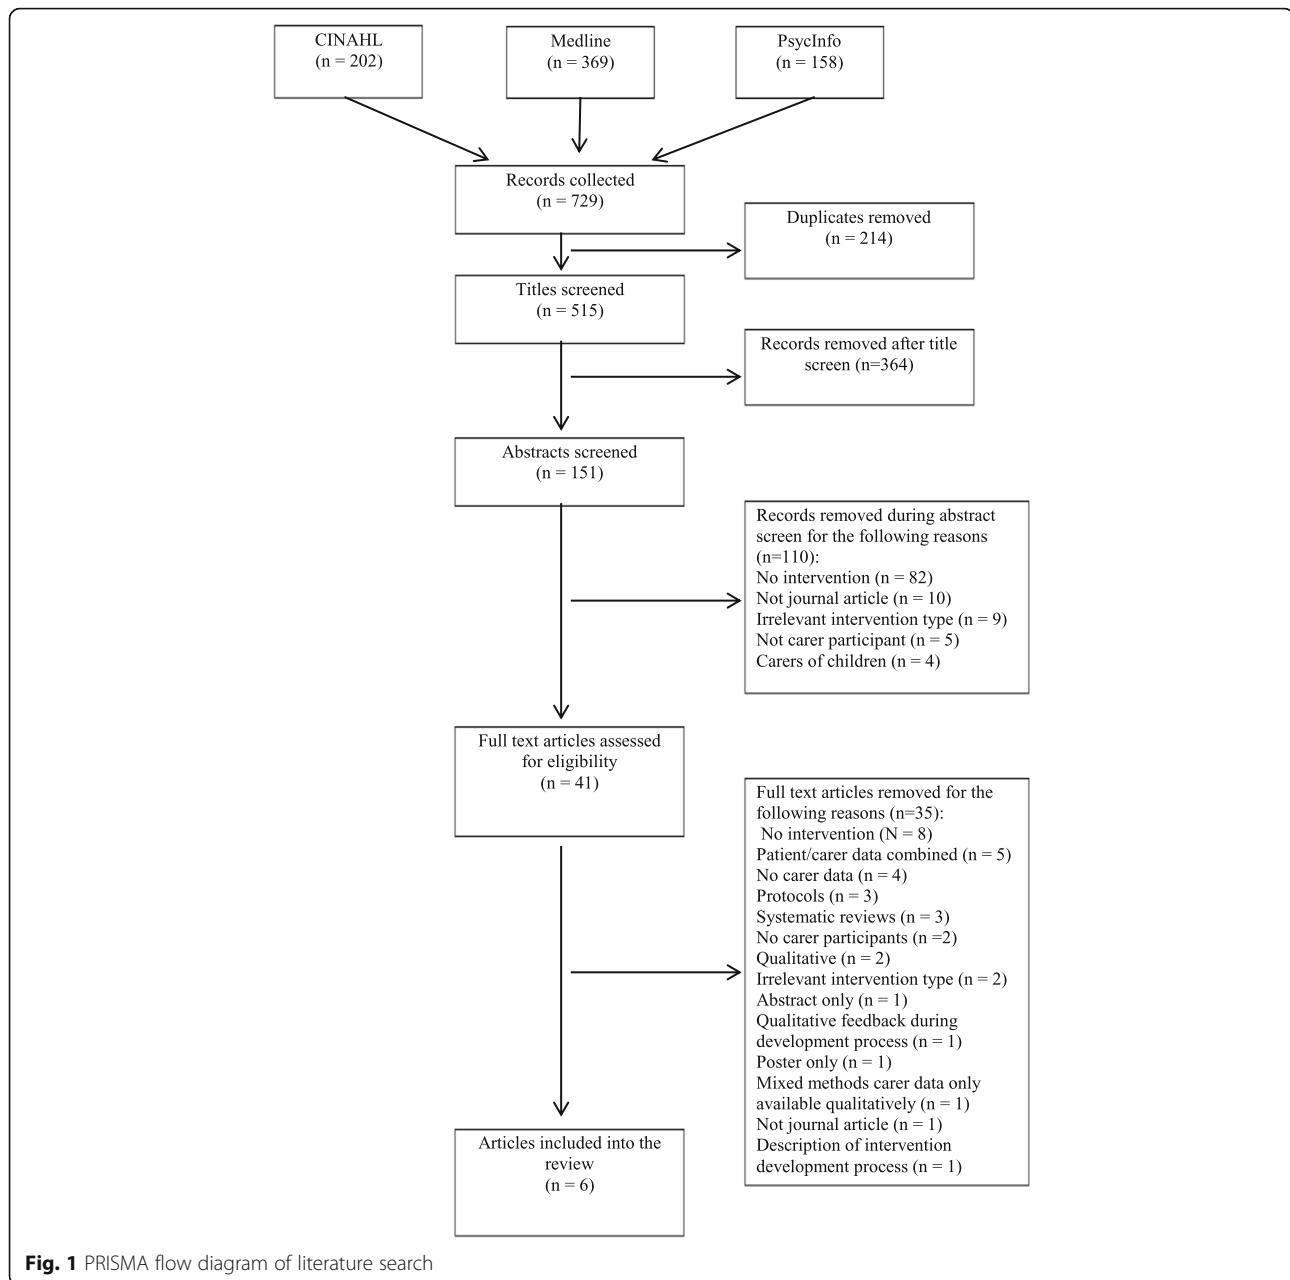 CINAHL
(n = 202)
Medline
(n = 369)
PsycInfo
(n = 158)
Records collected
(n = 729)
Duplicates removed
(n = 214)
Titles screened
(n = 515)
Records removed after title
screen (n=364)
Abstracts screened
(n = 151)
Records removed during abstract
screen for the following reasons
(n=110):
No intervention (n = 82)
Not journal article (n = 10)
Irrelevant intervention type (n = 9)
Not carer participant (n = 5)
Carers of children (n = 4)
Full text articles assessed
for eligibility
(n = 41)
Full text articles removed for the
following reasons (n=35):
No intervention (N = 8)
Patient/carer data combined (n = 5)
No carer data (n = 4)
Protocols (n = 3)
Systematic reviews (n = 3)
No carer participants (n =2)
Qualitative (n = 2)
Irrelevant intervention type (n = 2)
Abstract only (n = 1)
Qualitative feedback during
development process (n = 1)
Poster only (n = 1)
Mixed methods carer data only
available qualitatively (n = 1)
Not journal article (n = 1)
Description of intervention
development process (n = 1)
Articles included into the
review
(n = 6)
Fig. 1 PRISMA flow diagram of literature search